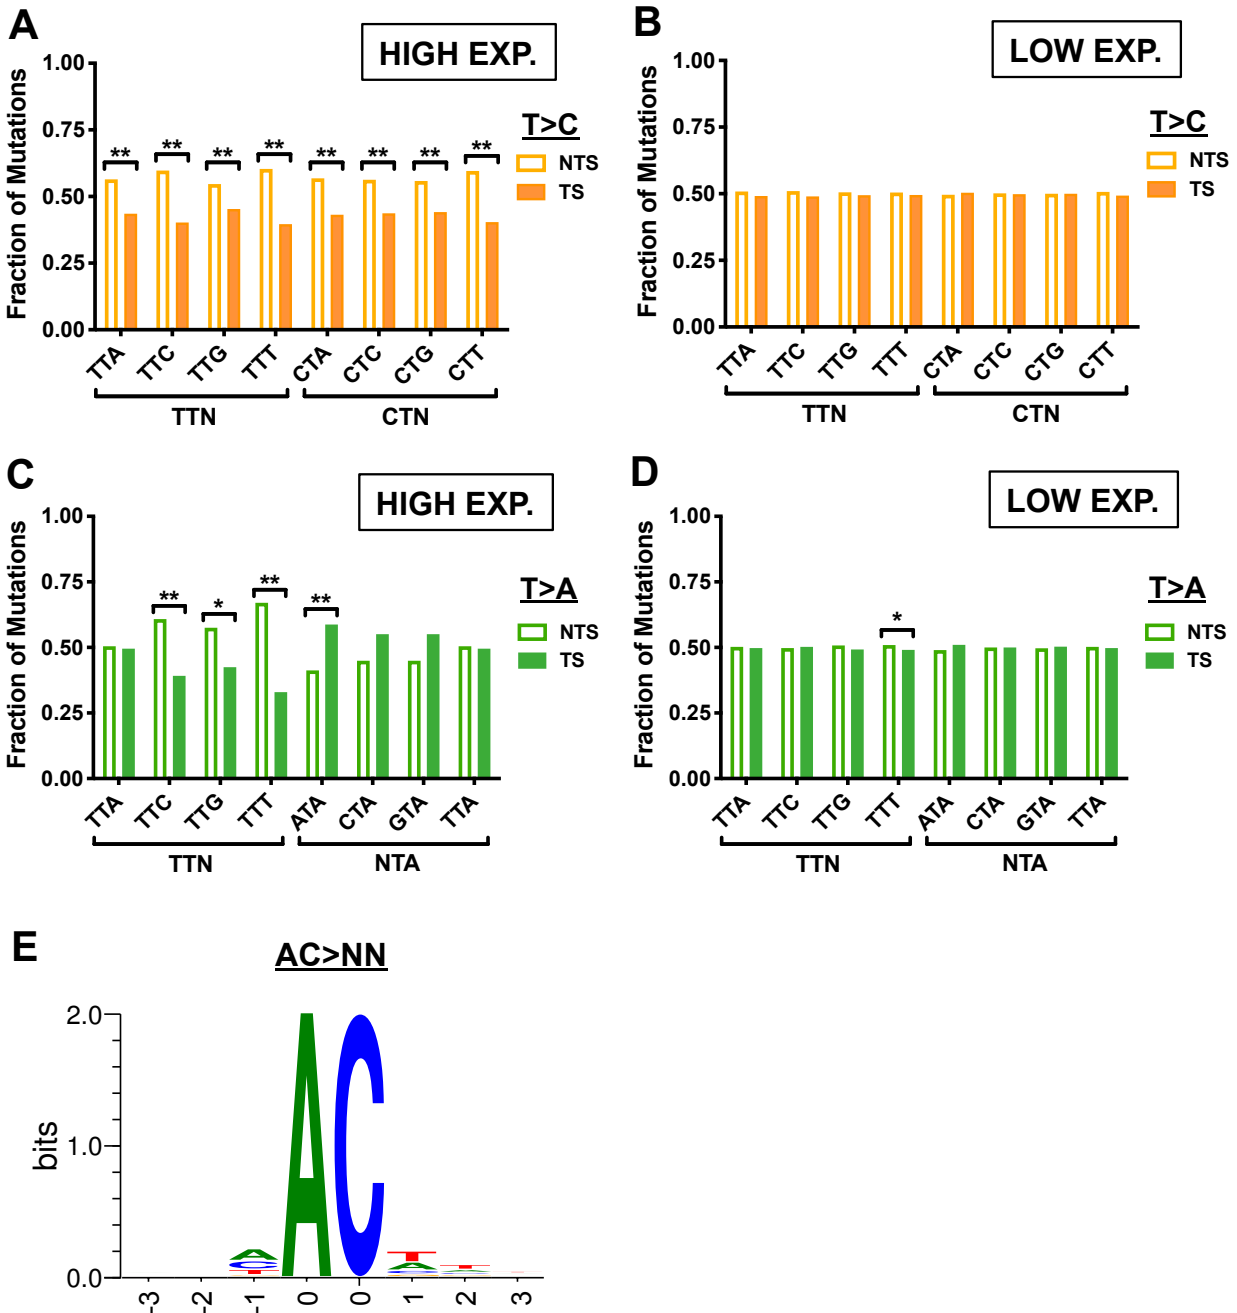 A
HIGH EXP.
Fraction of Mutations
1.00
0.75
0.50
0.25
0.00
** ** ** ** ** ** ** **
T>C
NTS
TS
TTA TTC TTG TTT CTA CTC CTG CTT
TTN CTN
B
LOW EXP.
Fraction of Mutations
1.00
0.75
0.50
0.25
0.00
T>C
NTS
TS
TTA TTC TTG TTT CTA CTC CTG CTT
TTN CTN
C
HIGH EXP.
Fraction of Mutations
1.00
0.75
0.50
0.25
0.00
** * ** **
T>A
NTS
TS
TTA TTC TTG TTT ATA CTA GTA TTA
TTN NTA
D
LOW EXP.
Fraction of Mutations
1.00
0.75
0.50
0.25
0.00
*
T>A
NTS
TS
TTA TTC TTG TTT ATA CTA GTA TTA
TTN NTA
E
AC>NN
bits
2.0
1.0
0.0
A C T
A C
T A T
-3 -2 -1 0 0 1 2 3